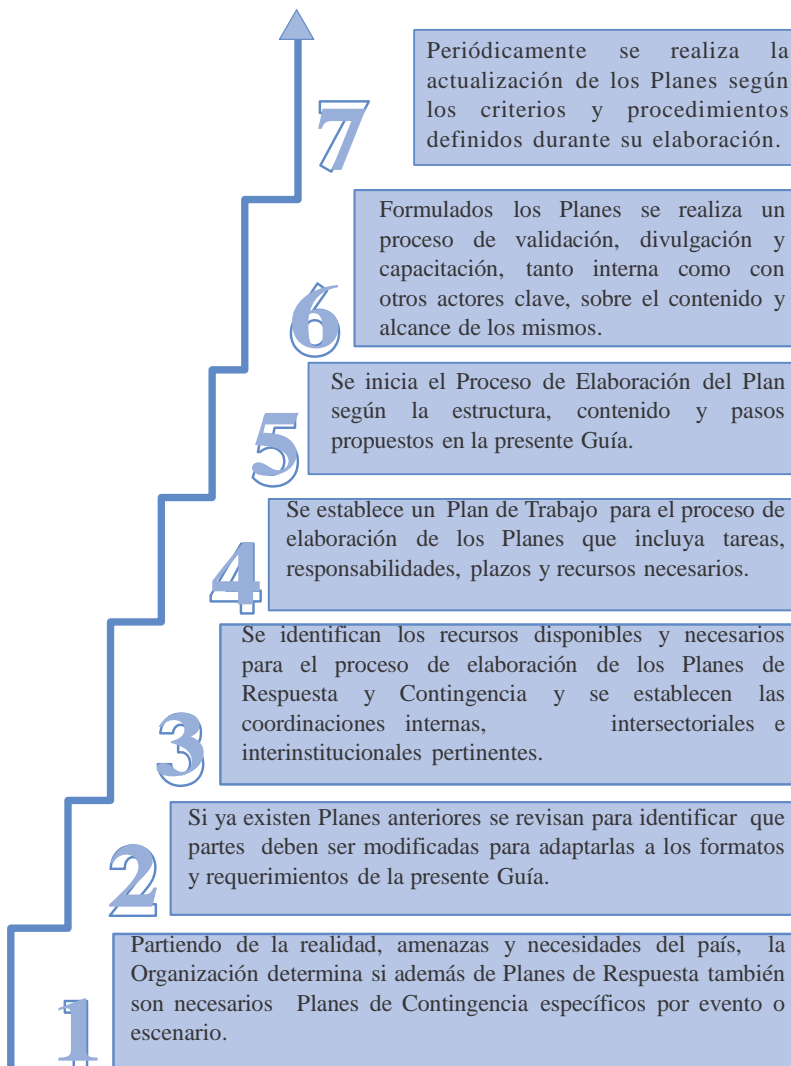 7
Periódicamente se realiza la
actualización de los Planes según
los criterios y procedimientos
definidos durante su elaboración.
6
Formulados los Planes se realiza un
proceso de validación, divulgación y
capacitación, tanto interna como con
otros actores clave, sobre el contenido y
alcance de los mismos.
5
Se inicia el Proceso de Elaboración del Plan
según la estructura, contenido y pasos
propuestos en la presente Guía.
4
Se establece un Plan de Trabajo para el proceso de
elaboración de los Planes que incluya tareas,
responsabilidades, plazos y recursos necesarios.
3
Se identifican los recursos disponibles y necesarios
para el proceso de elaboración de los Planes de
Respuesta y Contingencia y se establecen las
coordinaciones internas, intersectoriales e
interinstitucionales pertinentes.
2
Si ya existen Planes anteriores se revisan para identificar que
partes deben ser modificadas para adaptarlas a los formatos
y requerimientos de la presente Guía.
1
Partiendo de la realidad, amenazas y necesidades del país, la
Organización determina si además de Planes de Respuesta también
son necesarios Planes de Contingencia específicos por evento o
escenario.